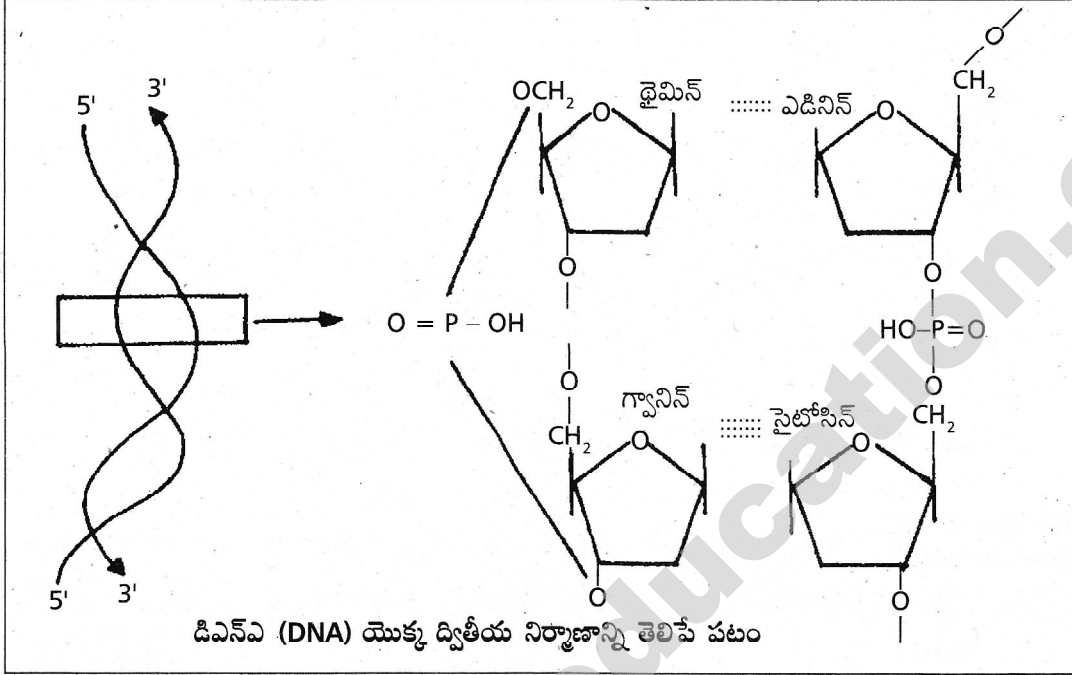 5' 3'
OCH2 థైమిన్ :::::: ఎడినిన్ O
O O CH2
O O
O = P – OH HO–P=O
O O
గ్వానిన్ :::::: సైటోసిన్ CH2
CH2 O O
O O
5' 3'
డిఎన్ఎ (DNA) యొక్క ద్వితీయ నిర్మాణాన్ని తెలిపే పటం